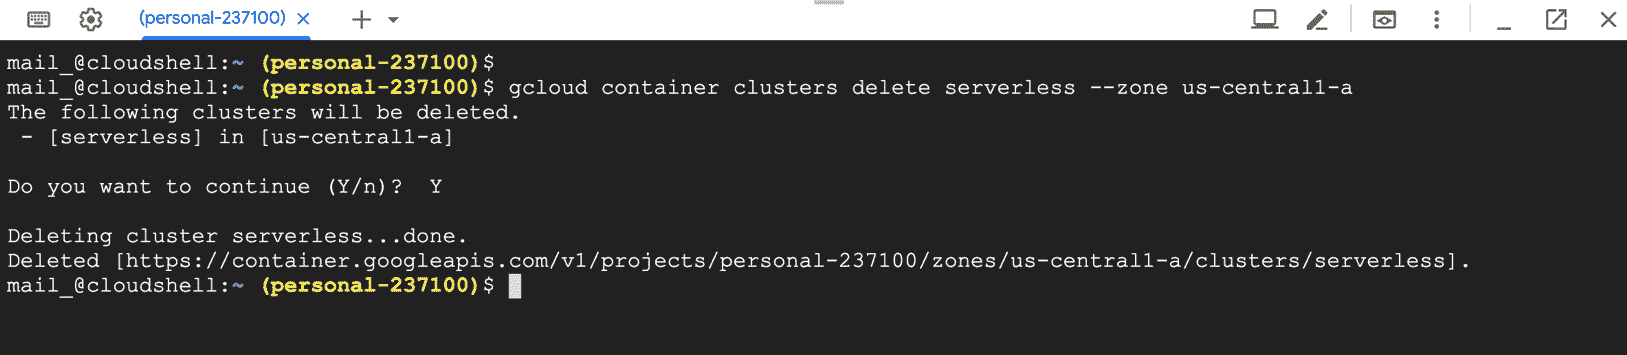 (personal-237100)
mail_@cloudshell:~ (personal-237100)$
mail_@cloudshell:~ (personal-237100)$ gcloud container clusters delete serverless --zone us-central1-a
The following clusters will be deleted.
 - [serverless] in [us-central1-a]
Do you want to continue (Y/n)?  Y
Deleting cluster serverless...done.
Deleted [https://container.googleapis.com/v1/projects/personal-237100/zones/us-central1-a/clusters/serverless].
mail_@cloudshell:~ (personal-237100)$